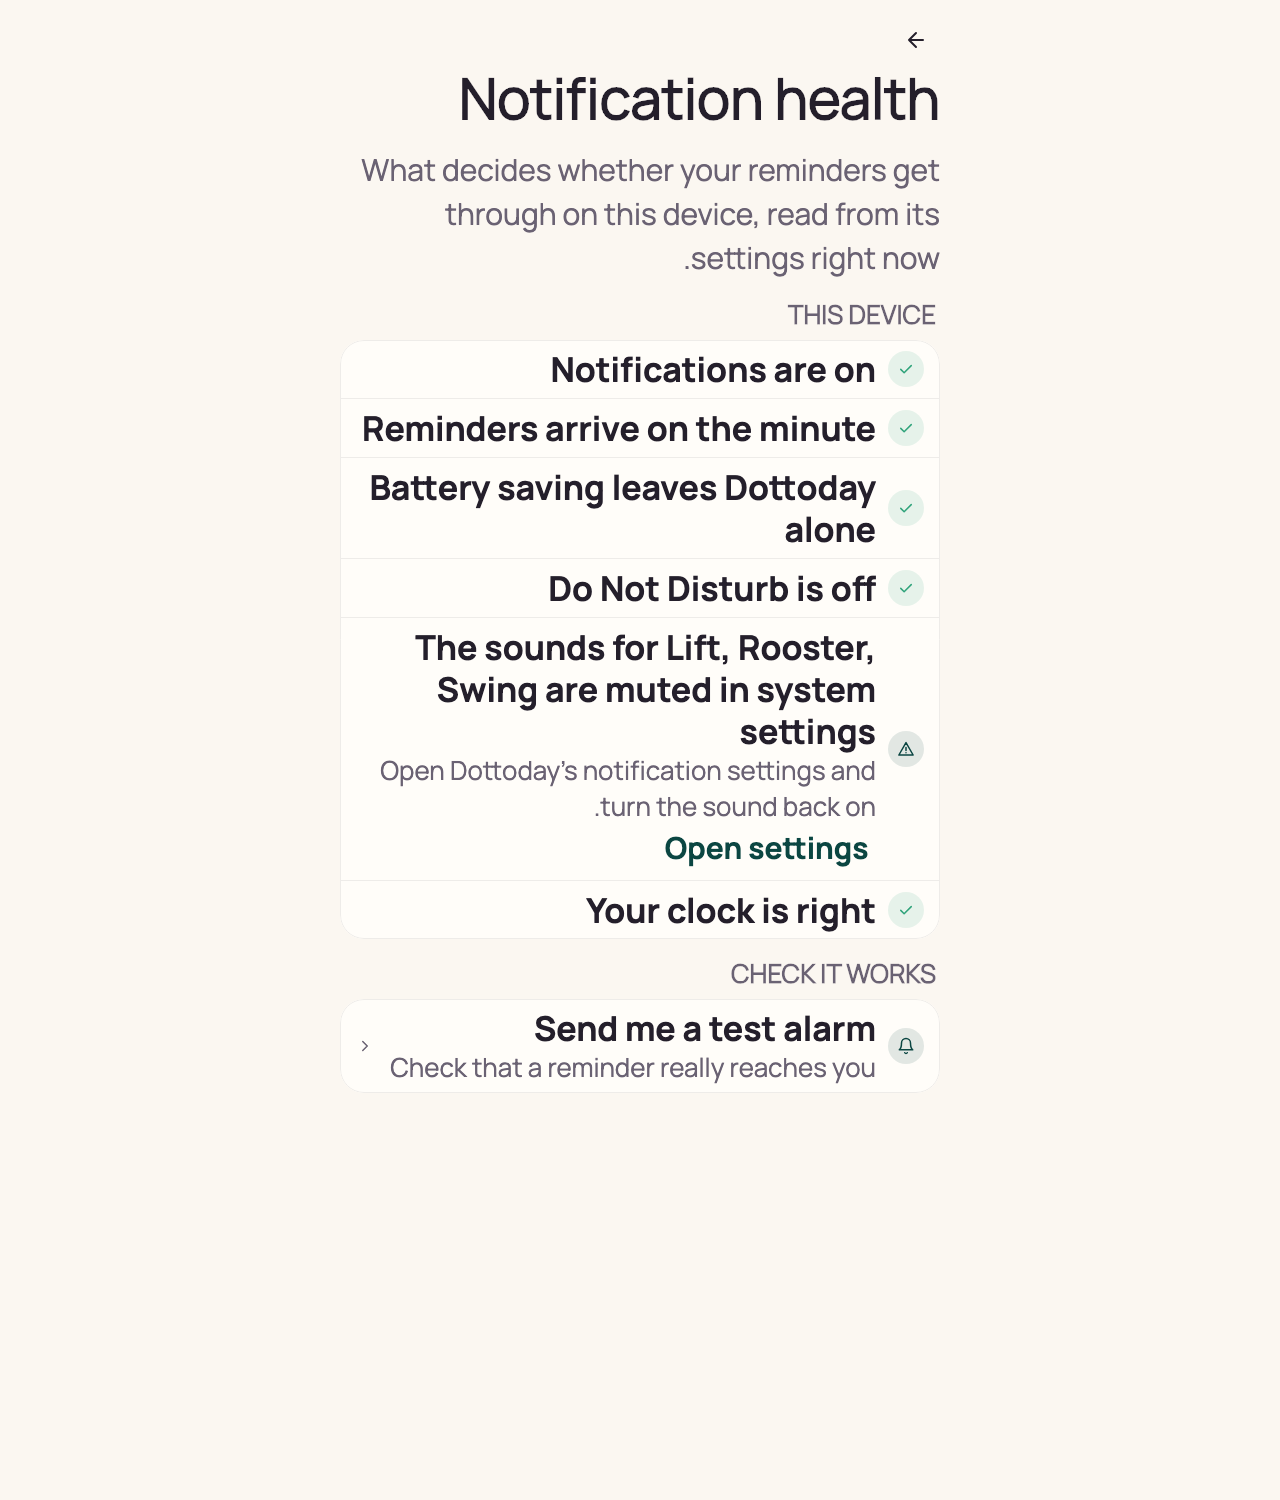 Notification health
What decides whether your reminders get
through on this device, read from its
.settings right now
THIS DEVICE
Notifications are on
Reminders arrive on the minute
Battery saving leaves Dottoday
alone
Do Not Disturb is off
The sounds for Lift, Rooster,
Swing are muted in system
settings
Open Dottoday’s notification settings and
.turn the sound back on
Open settings
Your clock is right
CHECK IT WORKS
Send me a test alarm
Check that a reminder really reaches you